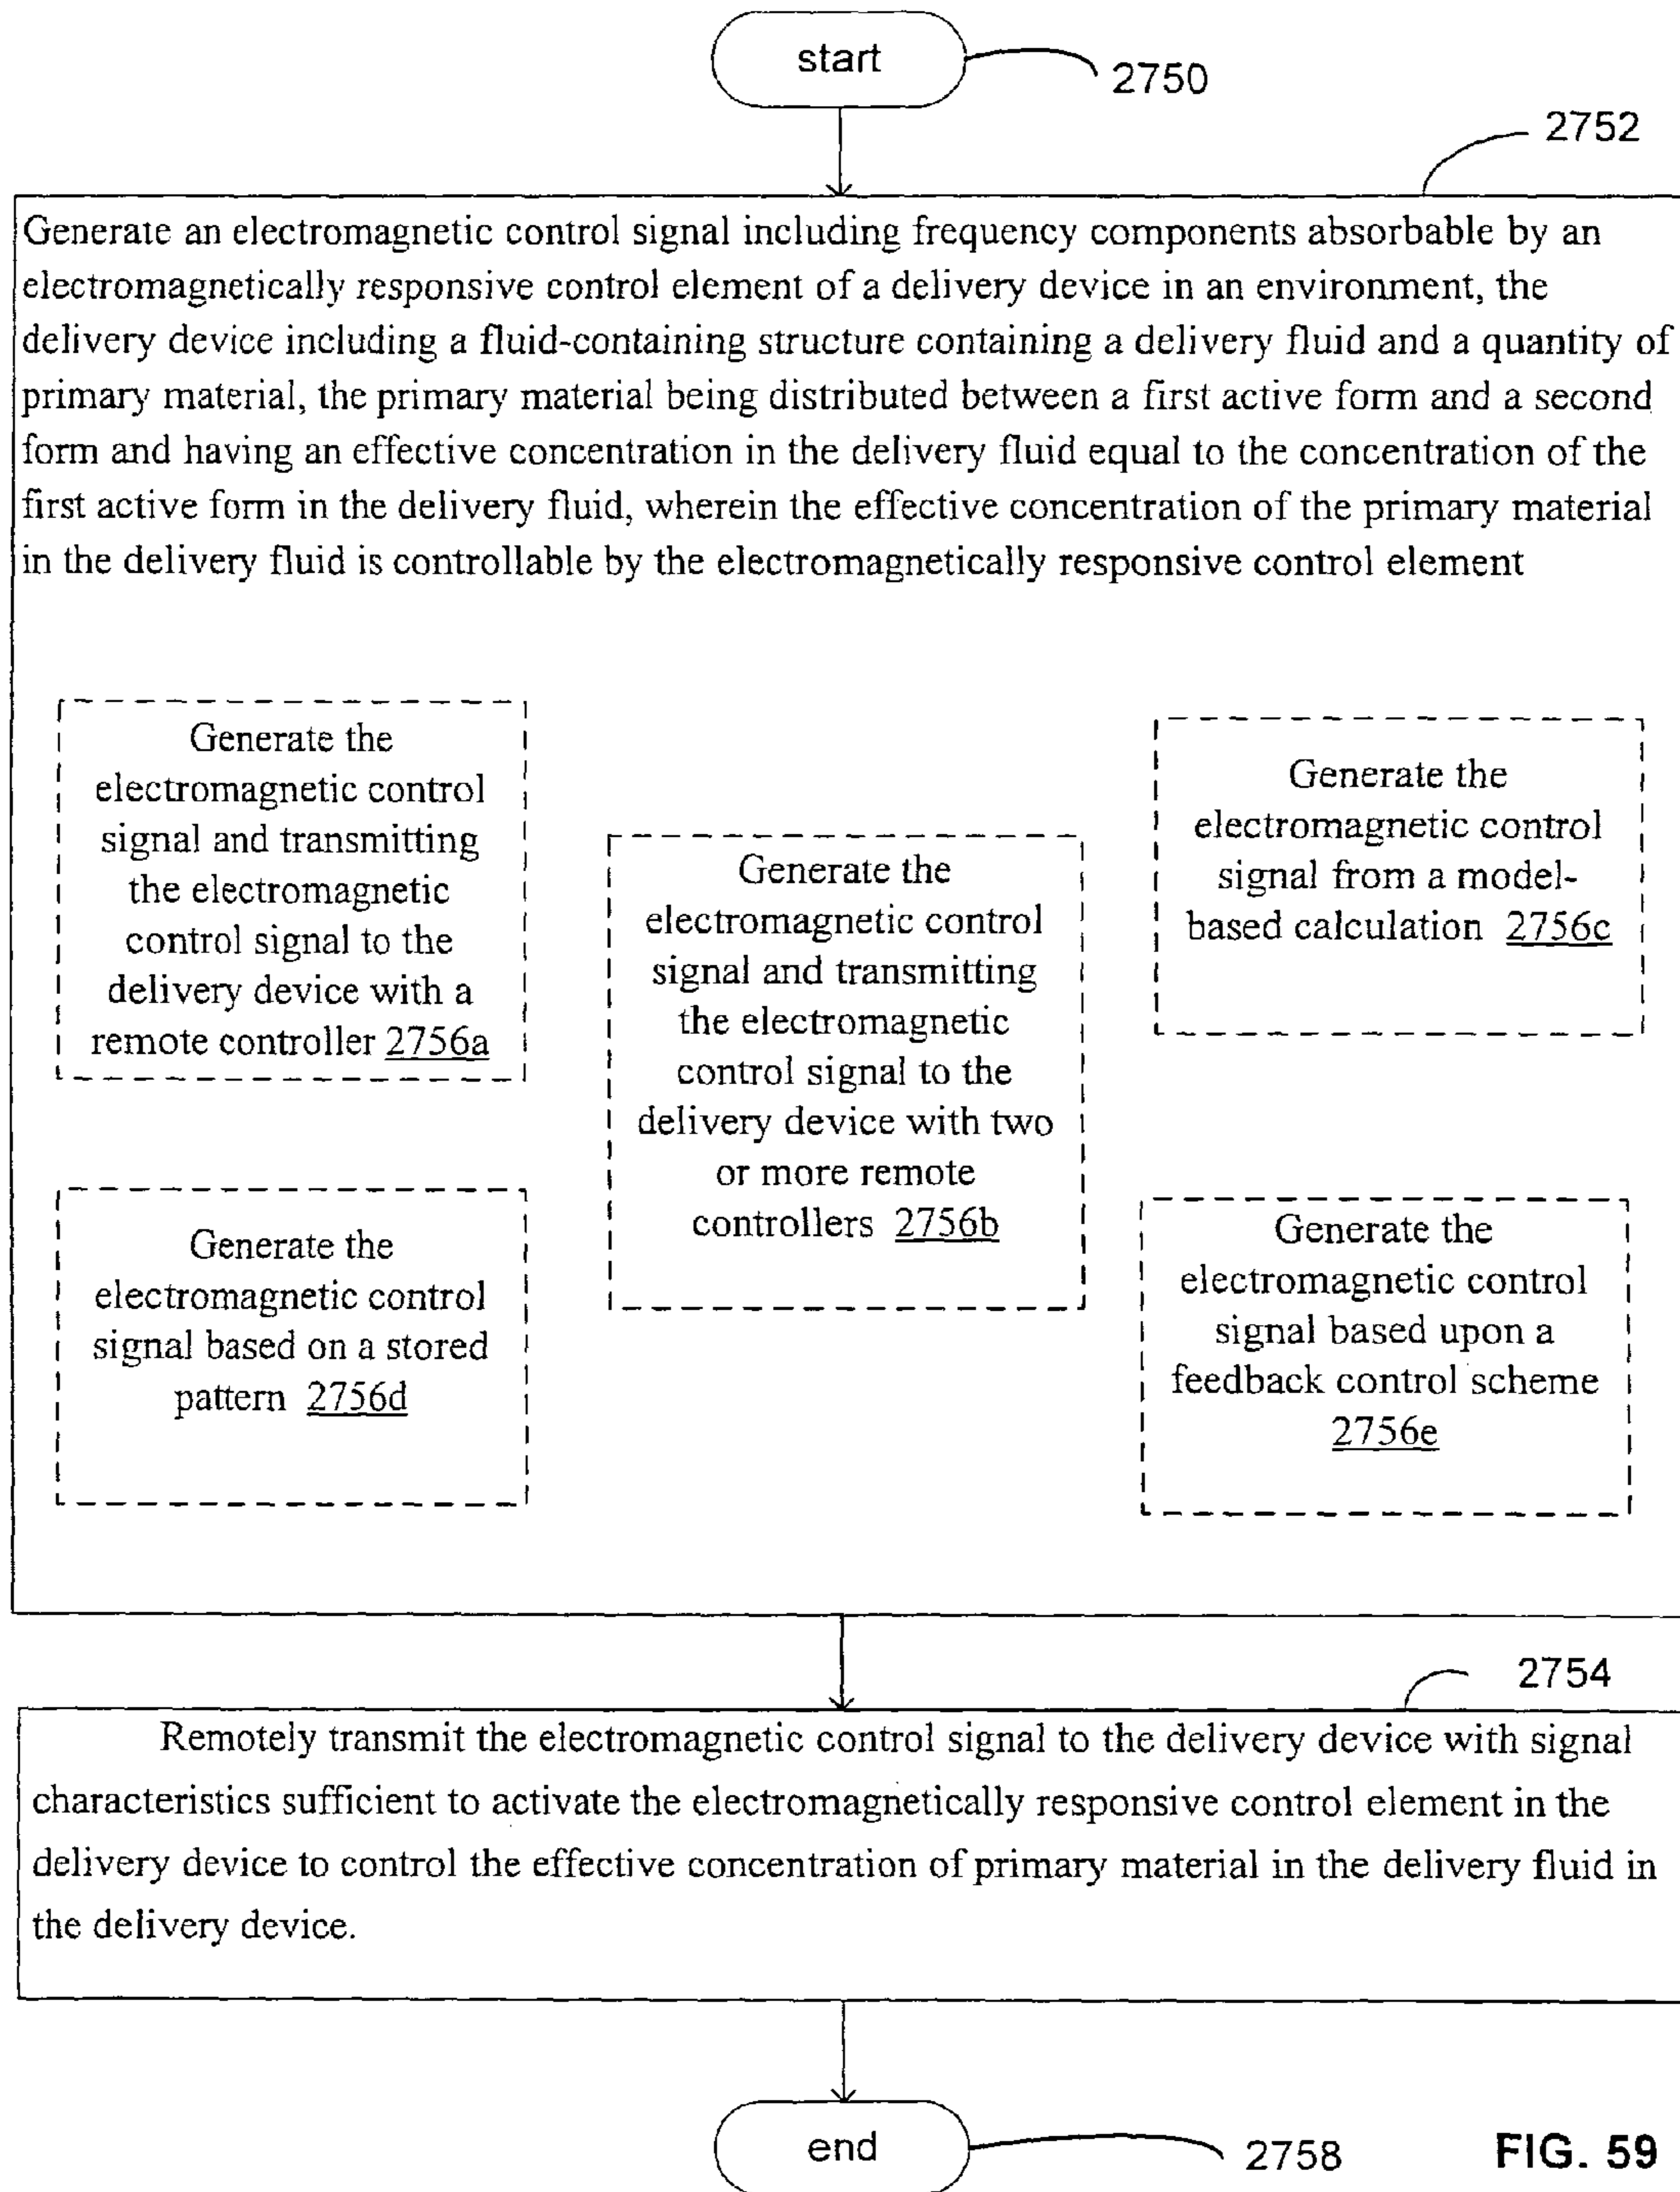 start
2750
2752
Generate an electromagnetic control signal including frequency components absorbable by an
electromagnetically responsive control element of a delivery device in an environment, the
delivery device including a fluid-containing structure containing a delivery fluid and a quantity of
primary material, the primary material being distributed between a first active form and a second
form and having an effective concentration in the delivery fluid equal to the concentration of the
first active form in the delivery fluid, wherein the effective concentration of the primary material
in the delivery fluid is controllable by the electromagnetically responsive control element
Generate the
electromagnetic control
signal and transmitting
the electromagnetic
control signal to the
delivery device with a
remote controller 2756a
Generate the
electromagnetic control
signal and transmitting
the electromagnetic
control signal to the
delivery device with two
or more remote
controllers 2756b
Generate the
electromagnetic control
signal from a model-
based calculation 2756c
Generate the
electromagnetic control
signal based on a stored
pattern 2756d
Generate the
electromagnetic control
signal based upon a
feedback control scheme
2756e
2754
Remotely transmit the electromagnetic control signal to the delivery device with signal
characteristics sufficient to activate the electromagnetically responsive control element in the
delivery device to control the effective concentration of primary material in the delivery fluid in
the delivery device.
end
2758
FIG. 59